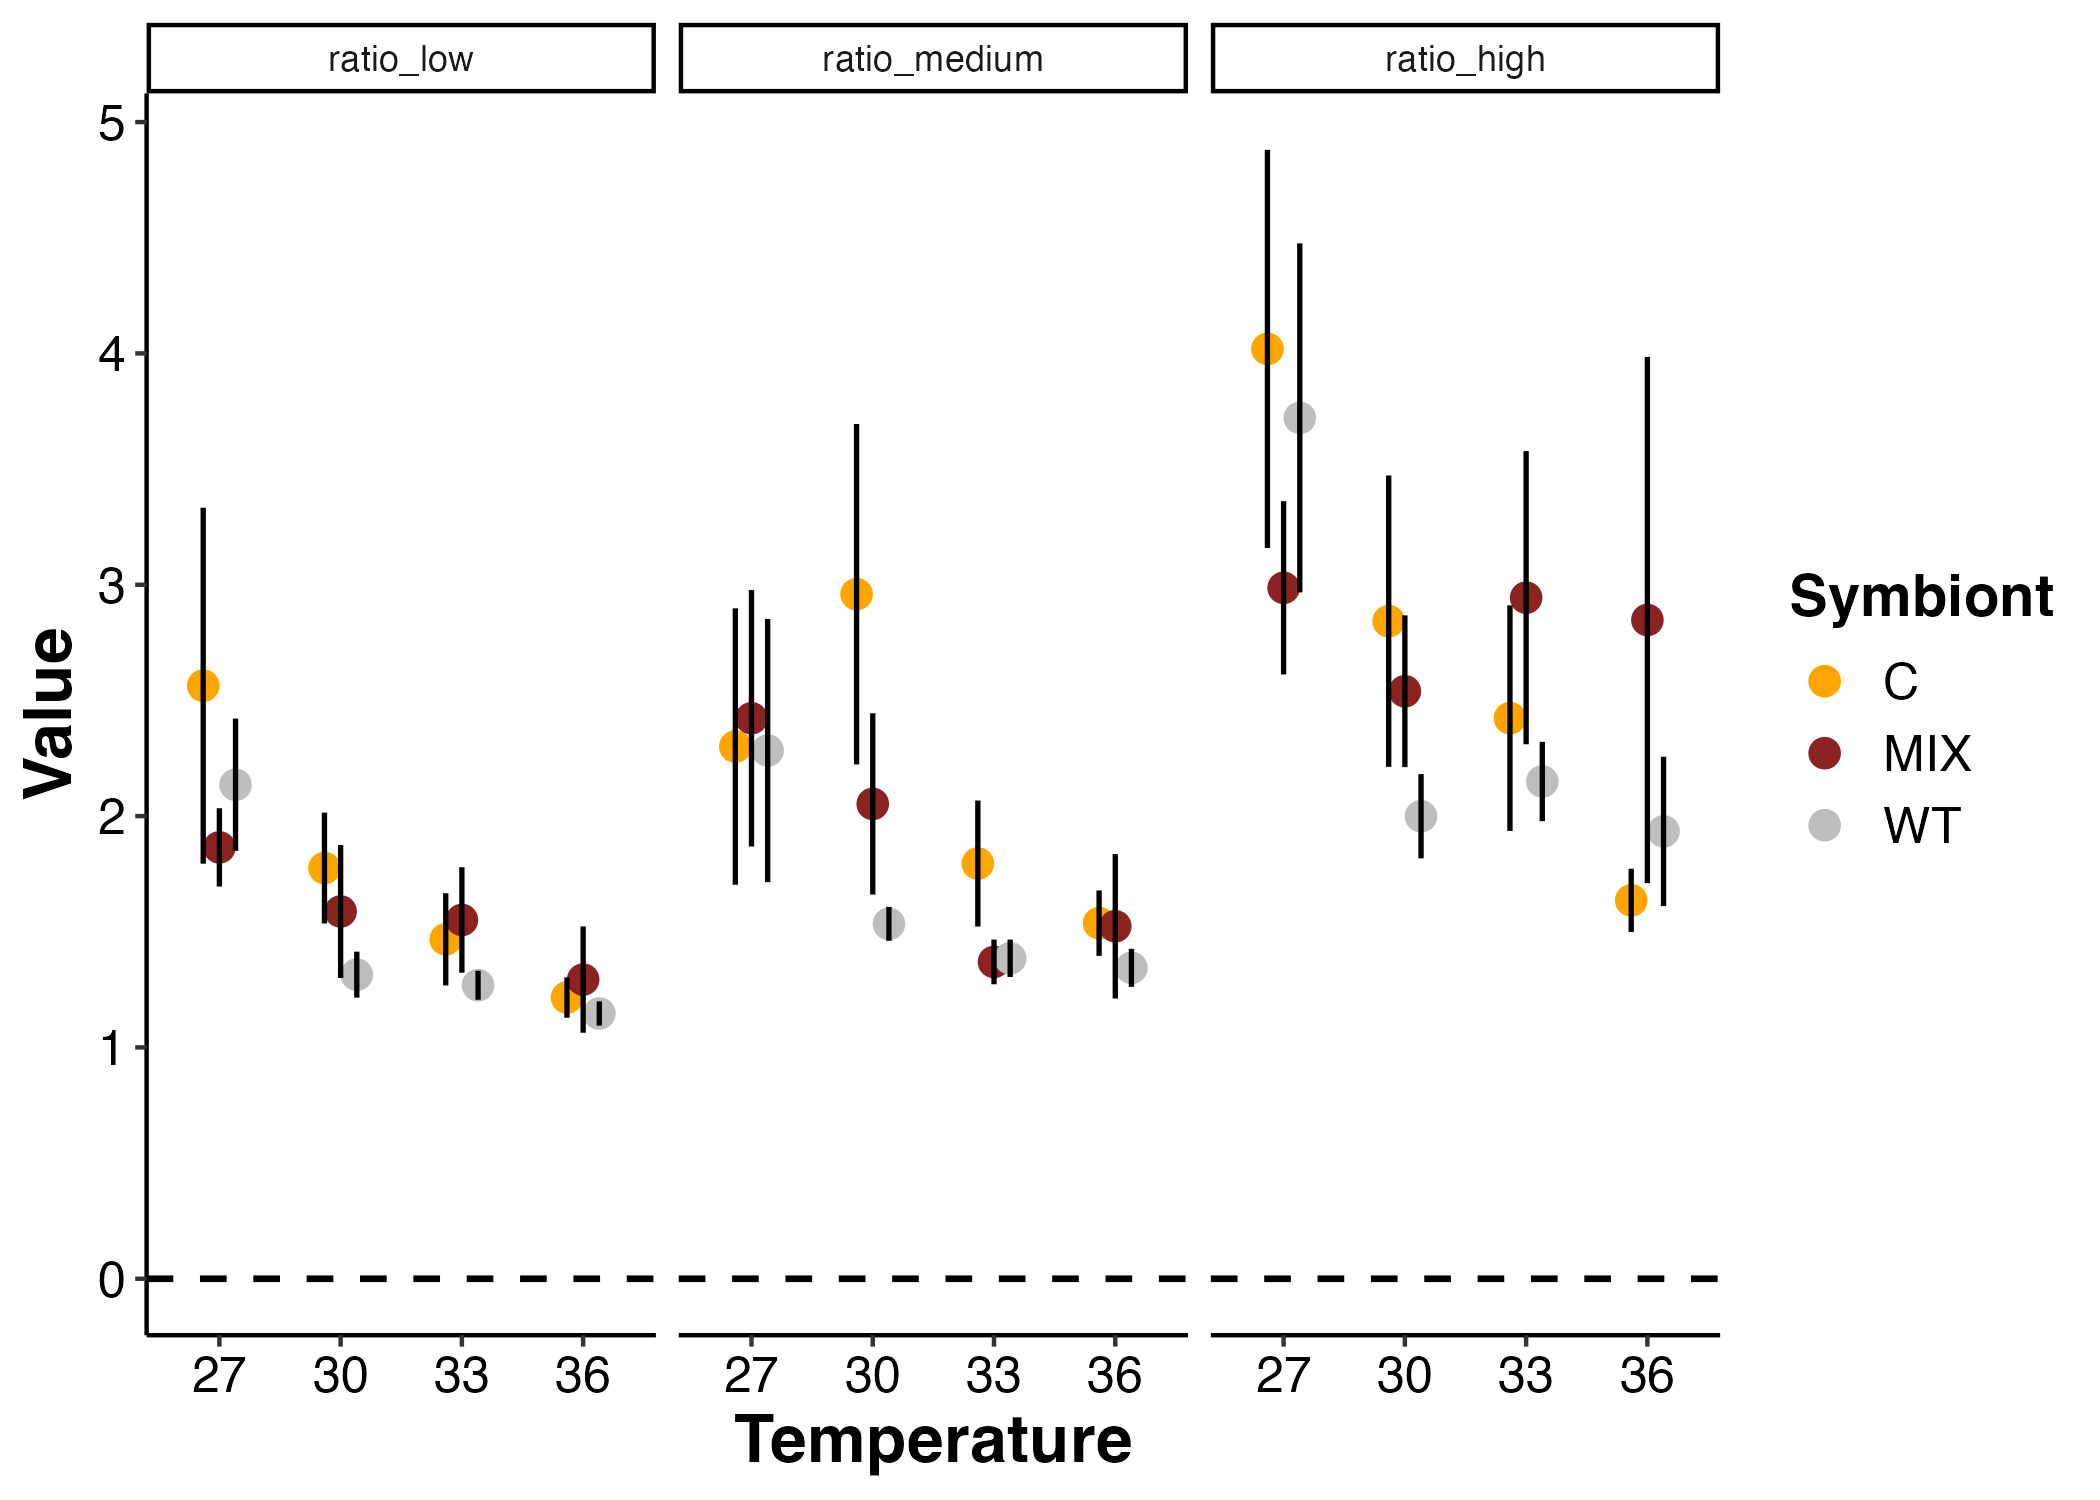 ratio_low ratio_medium ratio_high
5
4
3
2
1
0
Value
27 30 33 36 27 30 33 36 27 30 33 36
Temperature
Symbiont
C
MIX
WT